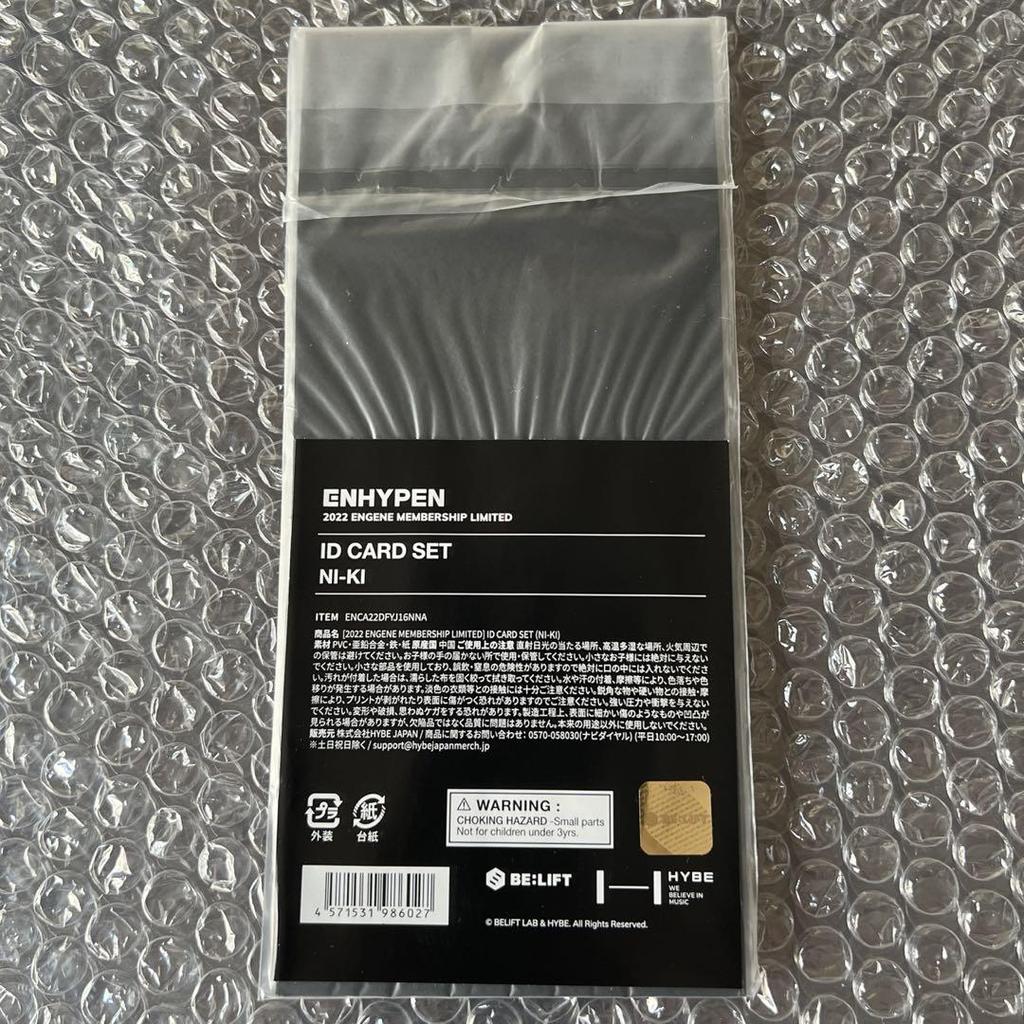 ENHYPEN
2022 ENGENE MEMBERSHIP LIMITED
ID CARD SET
NI-KI
ITEM ENCA22DFYJ16NNA
商品名 [2022 ENGENE MEMBERSHIP LIMITED] ID CARD SET (NI-KI)
素材 PVC・亜鉛合金・鉄・紙 原産国 中国 ご使用上の注意 直射日光の当たる場所、高温多湿な場所、火気周辺で
の保管は避けてください。お子様の手の届かない所で使用・保管してください。小さなお子様には絶対に与えない
でください。小さな部品を使用しており、誤飲・窒息の危険性がありますので絶対に口の中には入れないでくださ
い。汚れが付着した場合は、濡らした布を固く絞って拭き取ってください。水や汗の付着、摩擦等により、色落ちや色
移りが発生する場合があります。淡色の衣類等との接触には十分ご注意ください。鋭角な物や硬い物との接触・摩
擦により、プリントが剥がれたり表面に傷がつく恐れがありますのでご注意ください。強い圧力や衝撃を与えない
でください。変形や破損、思わぬケガをする恐れがあります。製造工程上、表面に細かい傷のようなものや凹凸が
見られる場合がありますが、欠陥品ではなく品質に問題はありません。本来の用途以外に使用しないでください。
販売元 株式会社HYBE JAPAN / 商品に関するお問い合わせ: 0570-058030(ナビダイヤル) (平日10:00〜17:00)
※土日祝日除く / support@hybejapanmerch.jp
プラ
外装
紙
台紙
⚠ WARNING :
CHOKING HAZARD -Small parts
Not for children under 3yrs.
BE:LIFT
4 571531 986027
BE:LIFT
HYBE
WE
BELIEVE IN
MUSIC
© BELIFT LAB & HYBE. All Rights Reserved.